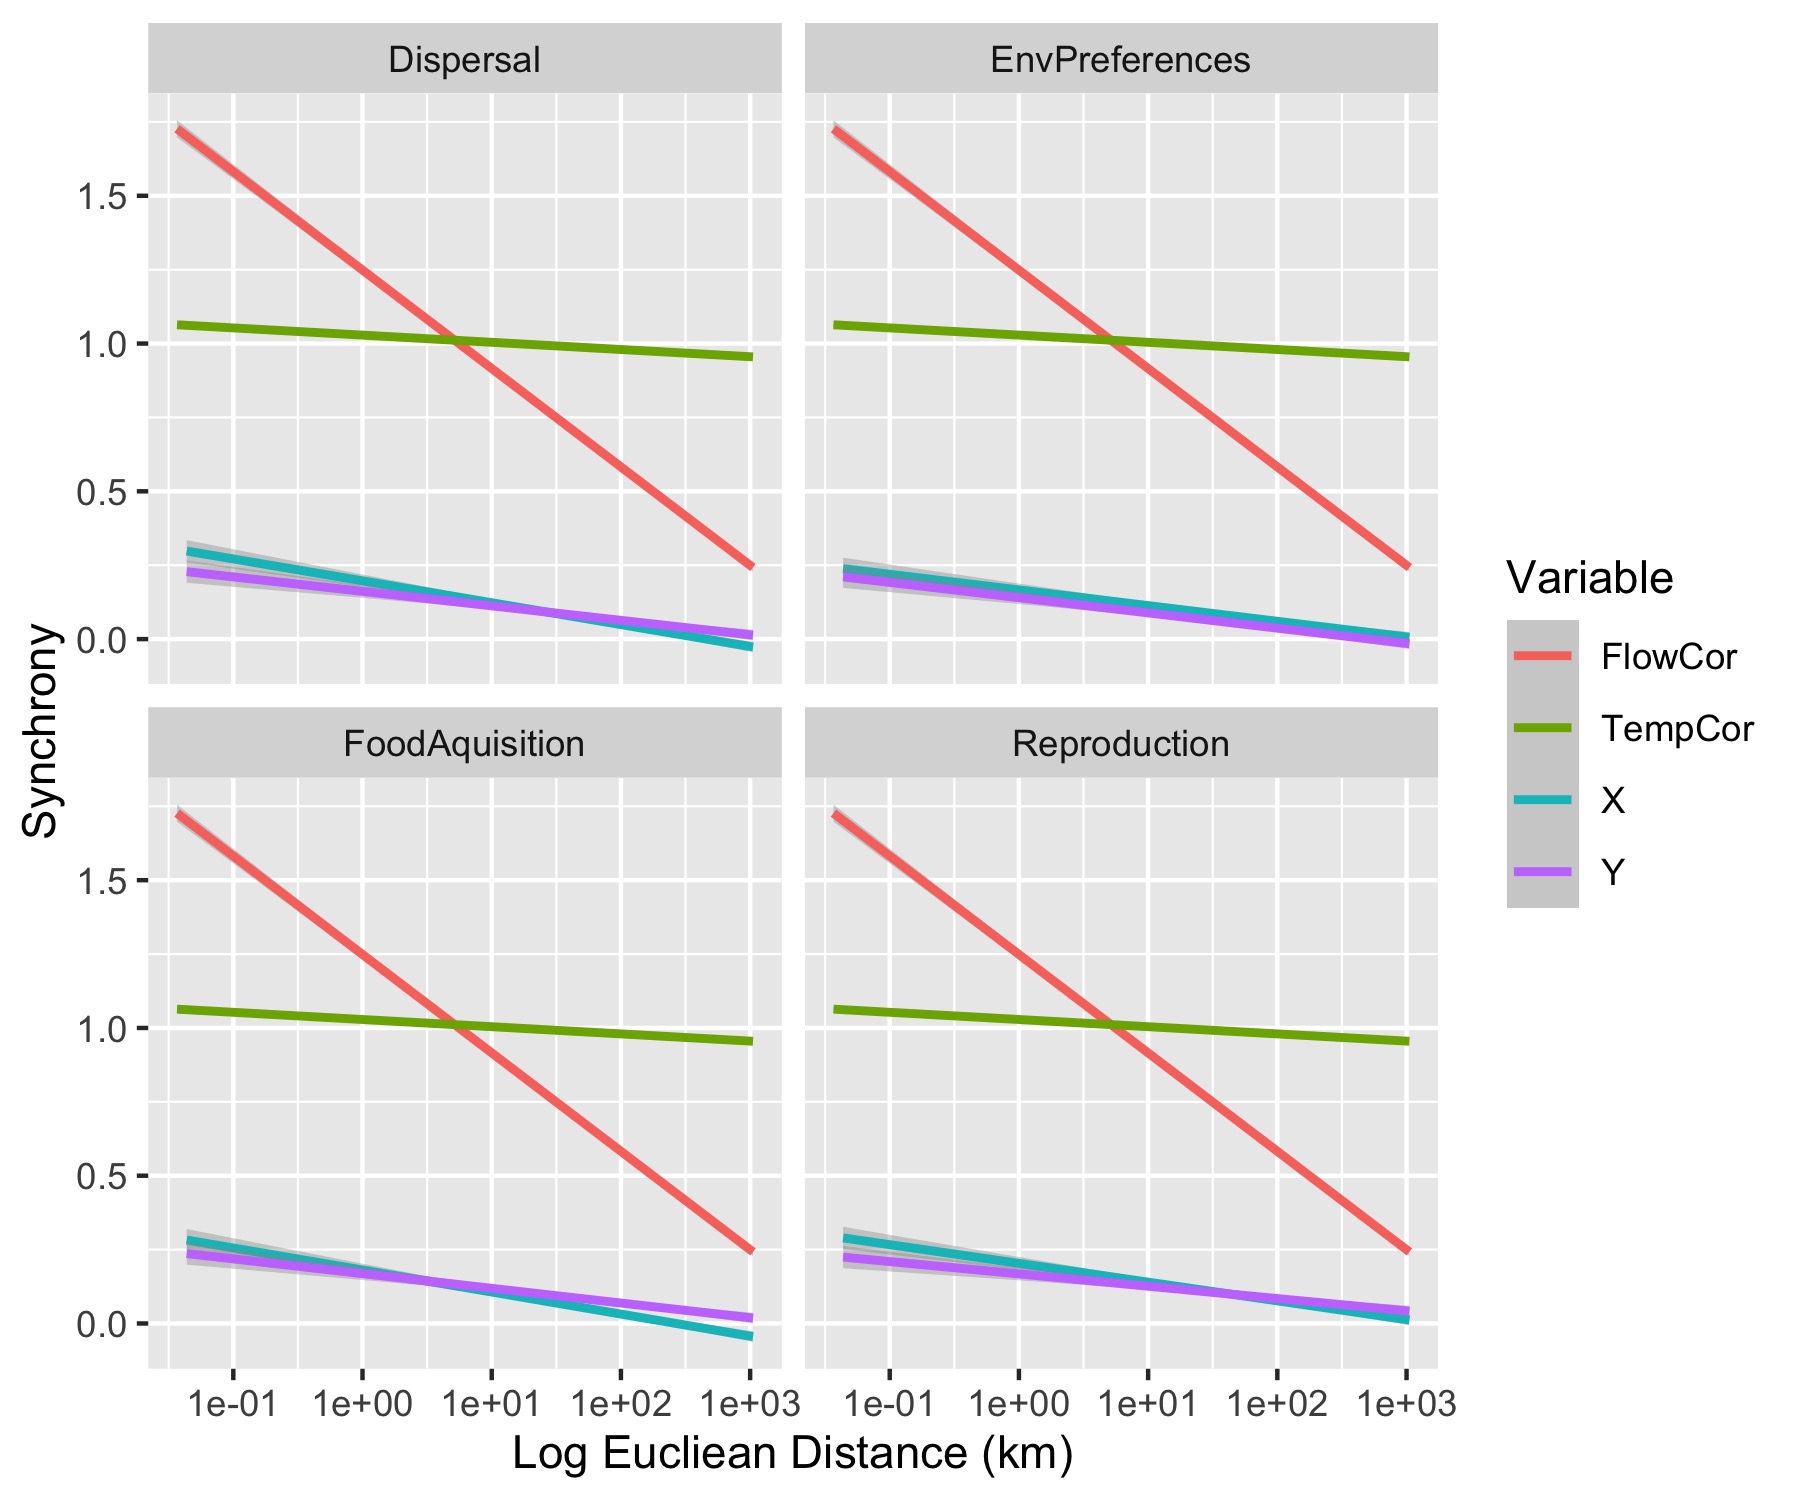 Dispersal EnvPreferences
1.5
1.0
0.5
0.0
Synchrony
FoodAquisition Reproduction
1.5
1.0
0.5
0.0
1e-01 1e+00 1e+01 1e+02 1e+03 1e-01 1e+00 1e+01 1e+02 1e+03
Log Eucliean Distance (km)
Variable
FlowCor
TempCor
X
Y